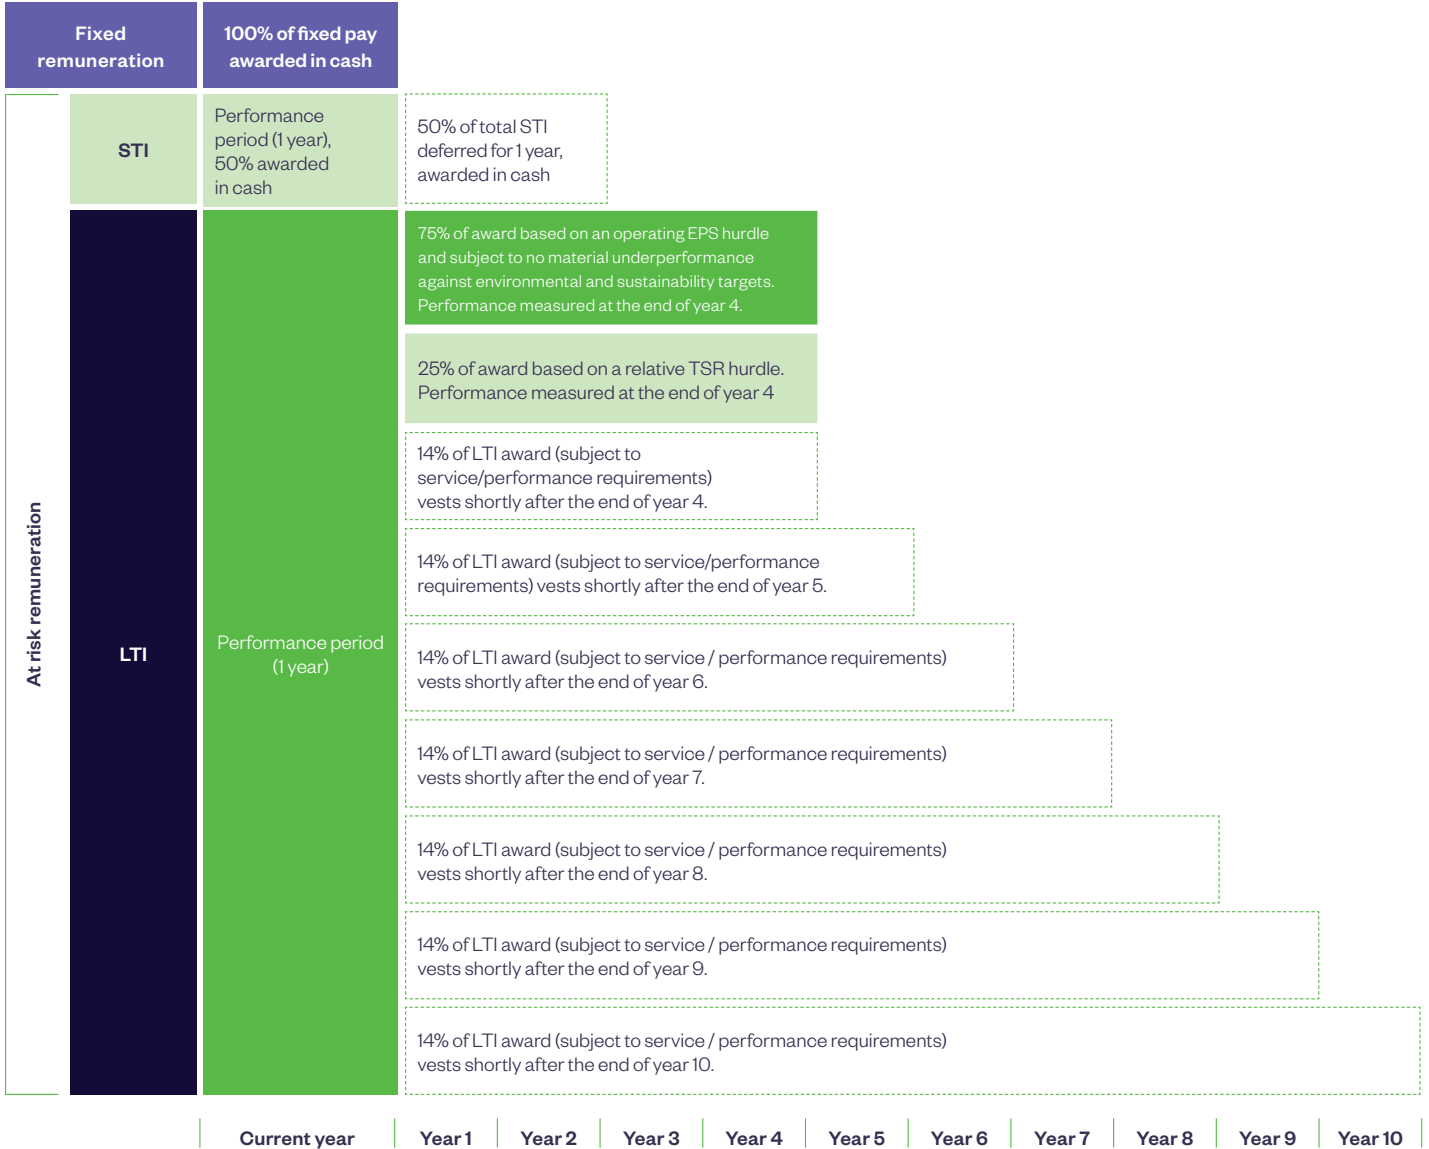 Fixed
remuneration
100% of fixed pay
awarded in cash
At risk remuneration
STI
Performance
period (1 year),
50% awarded
in cash
50% of total STI
deferred for 1 year,
awarded in cash
LTI
Performance period
(1 year)
75% of award based on an operating EPS hurdle
and subject to no material underperformance
against environmental and sustainability targets.
Performance measured at the end of year 4.
25% of award based on a relative TSR hurdle.
Performance measured at the end of year 4
14% of LTI award (subject to
service/performance requirements)
vests shortly after the end of year 4.
14% of LTI award (subject to service/performance
requirements) vests shortly after the end of year 5.
14% of LTI award (subject to service / performance requirements)
vests shortly after the end of year 6.
14% of LTI award (subject to service / performance requirements)
vests shortly after the end of year 7.
14% of LTI award (subject to service / performance requirements)
vests shortly after the end of year 8.
14% of LTI award (subject to service / performance requirements)
vests shortly after the end of year 9.
14% of LTI award (subject to service / performance requirements)
vests shortly after the end of year 10.
Current year Year 1 Year 2 Year 3 Year 4 Year 5 Year 6 Year 7 Year 8 Year 9 Year 10